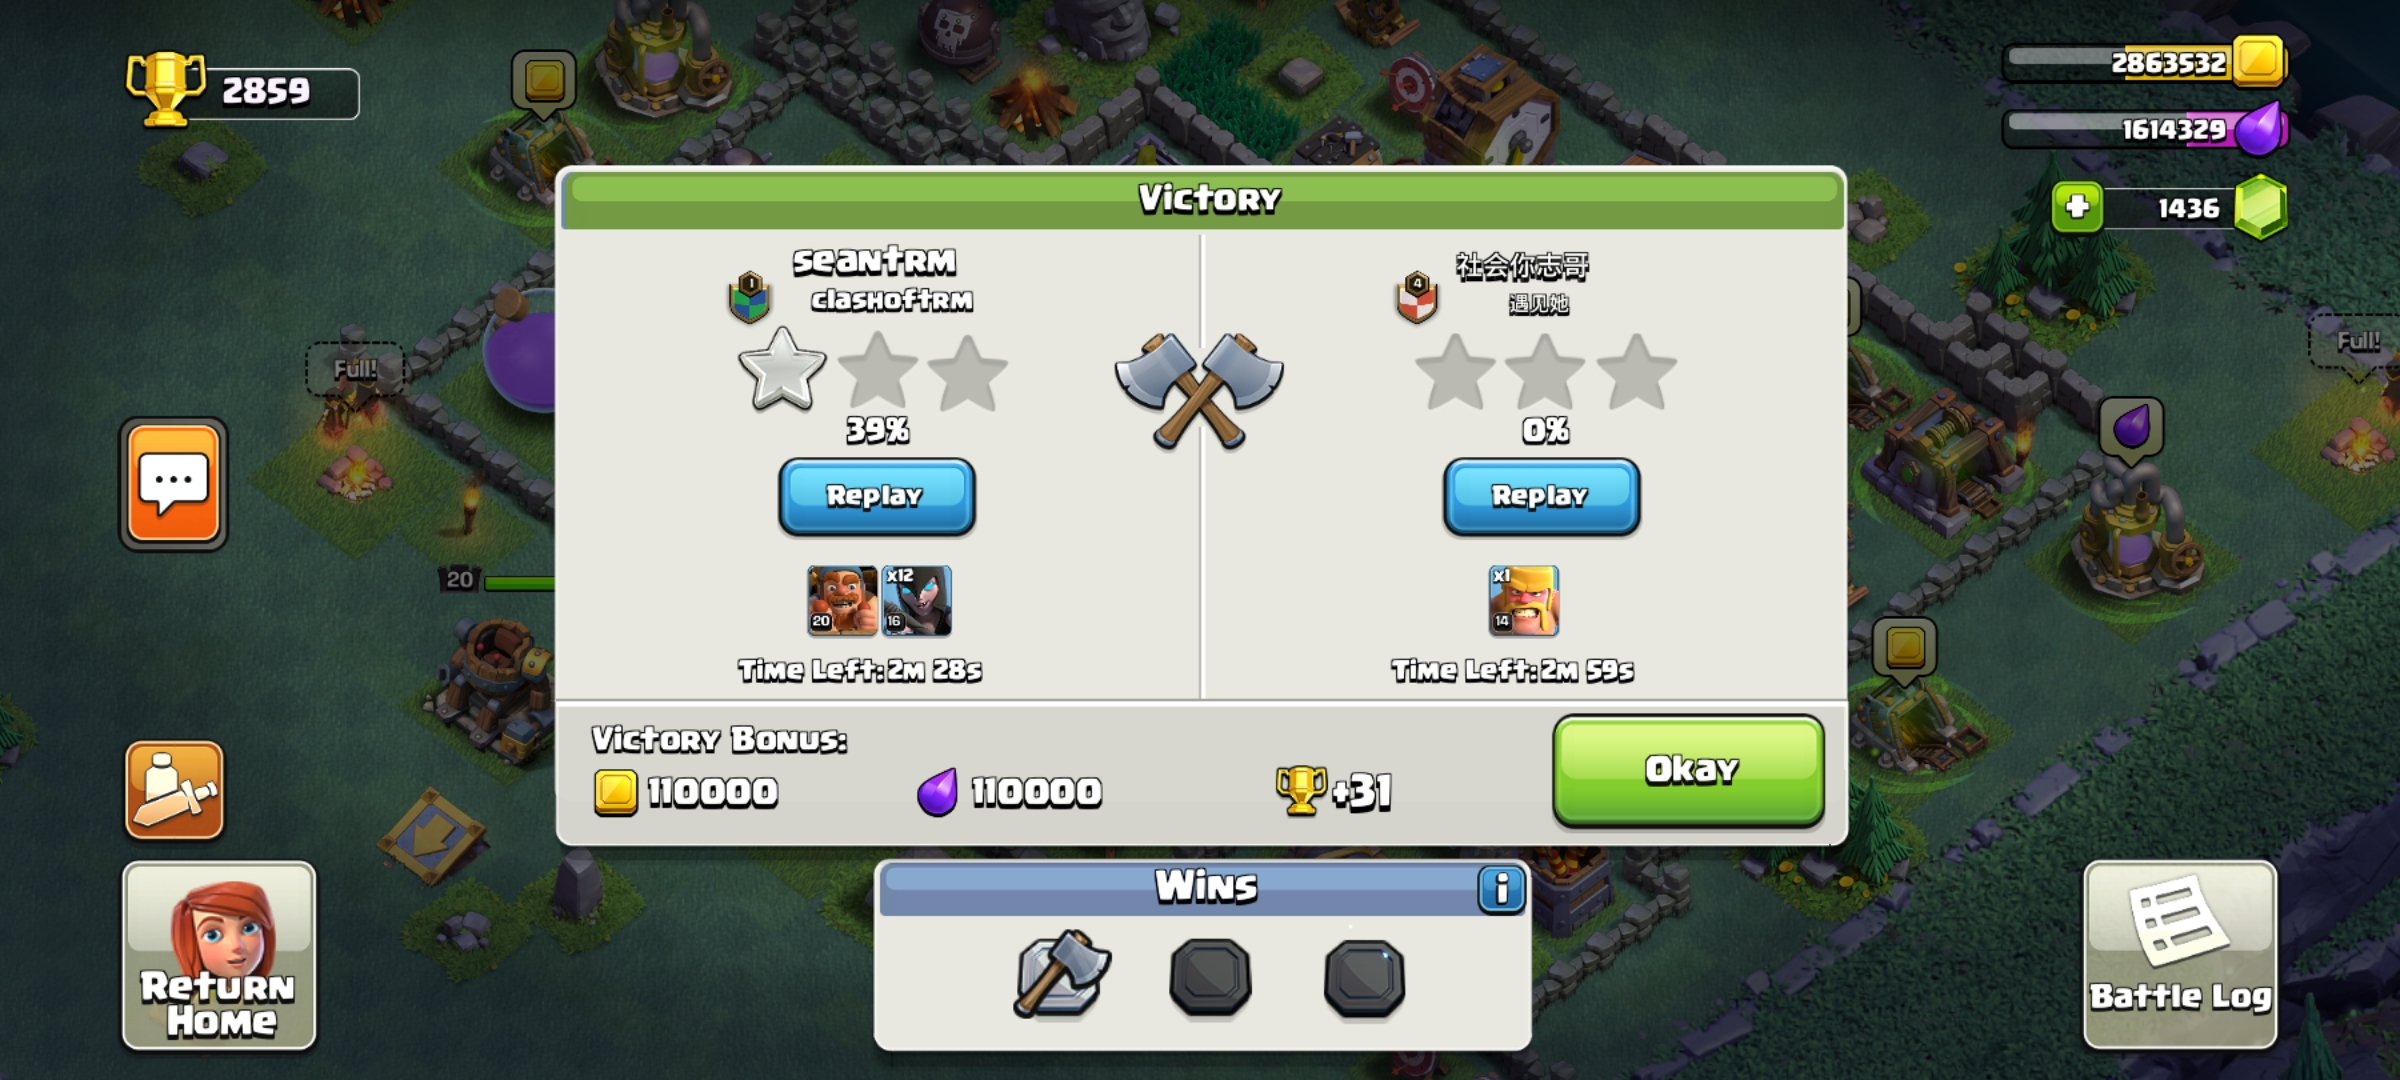 2859
2863532
1614329
1436
Victory
seantrm
clashoftrm
1
39%
Replay
20
x12
16
Time Left:2m 28s
社会你志哥
遇见她
4
0%
Replay
x1
14
Time Left:2m 59s
Full!
Full!
20
Victory Bonus:
110000
110000
+31
Okay
Wins
i
Return
Home
Battle Log